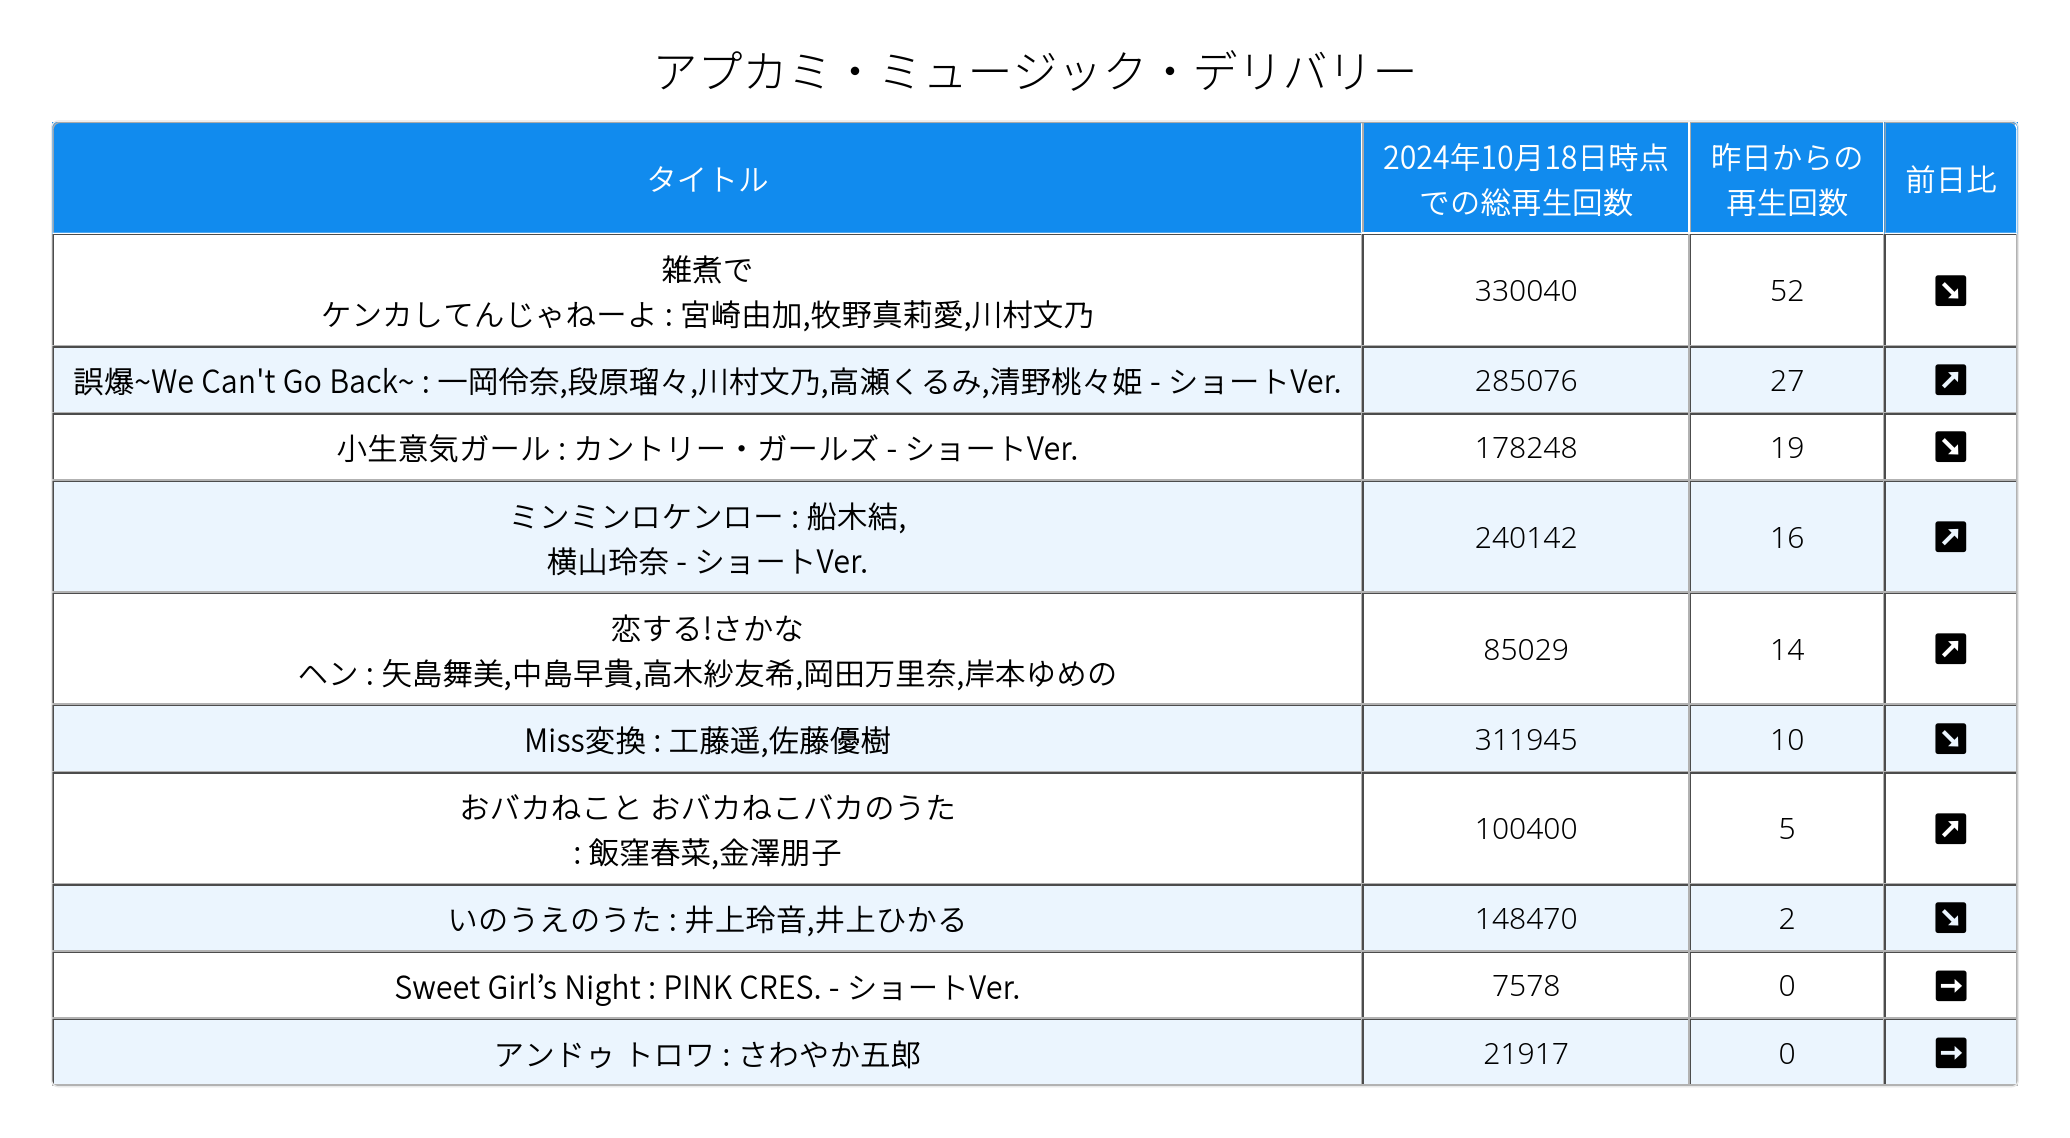 アプカミ・ミュージック・デリバリー
タイトル
2024年10月18日時点
での総再生回数
昨日からの
再生回数
前日比
雑煮で
ケンカしてんじゃねーよ : 宮崎由加,牧野真莉愛,川村文乃
330040
52
誤爆~We Can't Go Back~ : 一岡伶奈,段原瑠々,川村文乃,高瀬くるみ,清野桃々姫 - ショートVer.
285076
27
小生意気ガール : カントリー・ガールズ - ショートVer.
178248
19
ミンミンロケンロー : 船木結,
横山玲奈 - ショートVer.
240142
16
恋する!さかな
ヘン : 矢島舞美,中島早貴,高木紗友希,岡田万里奈,岸本ゆめの
85029
14
Miss変換 : 工藤遥,佐藤優樹
311945
10
おバカねこと おバカねこバカのうた
: 飯窪春菜,金澤朋子
100400
5
いのうえのうた : 井上玲音,井上ひかる
148470
2
Sweet Girl’s Night : PINK CRES. - ショートVer.
7578
0
アンドゥ トロワ : さわやか五郎
21917
0